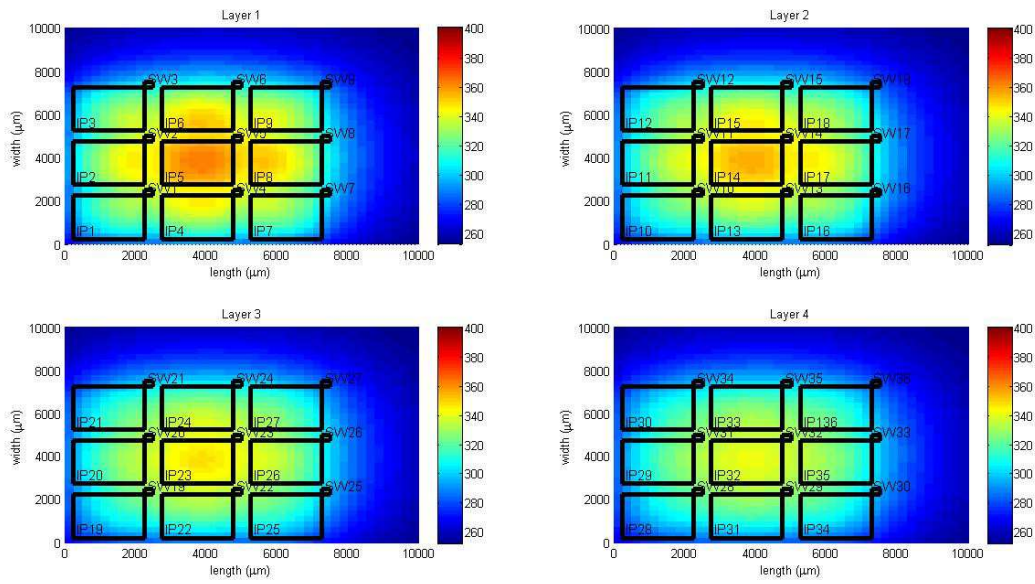 Layer 1
10000
8000
6000
4000
2000
0
width (µm)
SW3 SW6 SW9
IP3 IP6 IP9
SW2 SW5 SW8
IP2 IP5 IP8
SW1 SW4 SW7
IP1 IP4 IP7
0 2000 4000 6000 8000 10000
length (µm)
400
380
360
340
320
300
280
260
Layer 2
10000
8000
6000
4000
2000
0
width (µm)
SW12 SW15 SW18
IP12 IP15 IP18
SW11 SW14 SW17
IP11 IP14 IP17
SW10 SW13 SW16
IP10 IP13 IP16
0 2000 4000 6000 8000 10000
length (µm)
400
380
360
340
320
300
280
260
Layer 3
10000
8000
6000
4000
2000
0
width (µm)
SW21 SW24 SW27
IP21 IP24 IP27
SW20 SW23 SW26
IP20 IP23 IP26
SW19 SW22 SW25
IP19 IP22 IP25
0 2000 4000 6000 8000 10000
length (µm)
400
380
360
340
320
300
280
260
Layer 4
10000
8000
6000
4000
2000
0
width (µm)
SW34 SW35 SW36
IP30 IP33 IP136
SW31 SW32 SW33
IP29 IP32 IP35
SW28 SW29 SW30
IP28 IP31 IP34
0 2000 4000 6000 8000 10000
length (µm)
400
380
360
340
320
300
280
260